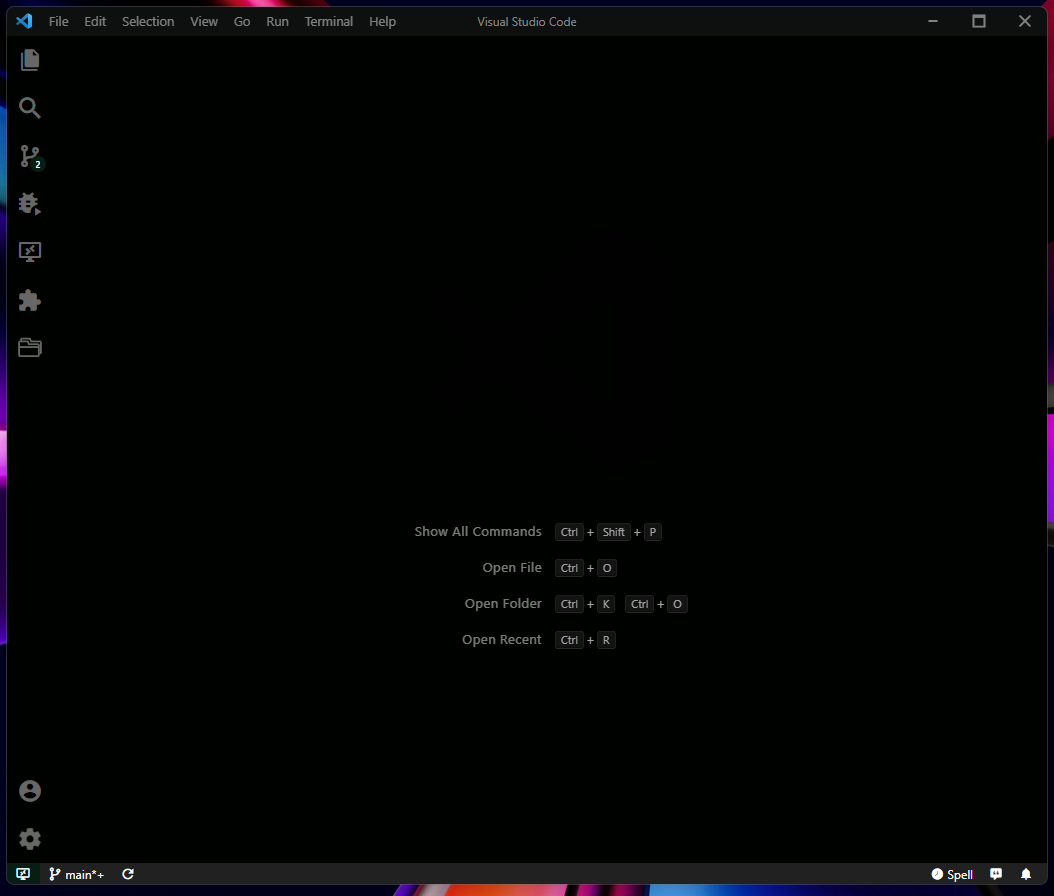 File Edit Selection View Go Run Terminal Help Visual Studio Code
2
Show All Commands Ctrl + Shift + P
Open File Ctrl + O
Open Folder Ctrl + K Ctrl + O
Open Recent Ctrl + R
main*+ Spell